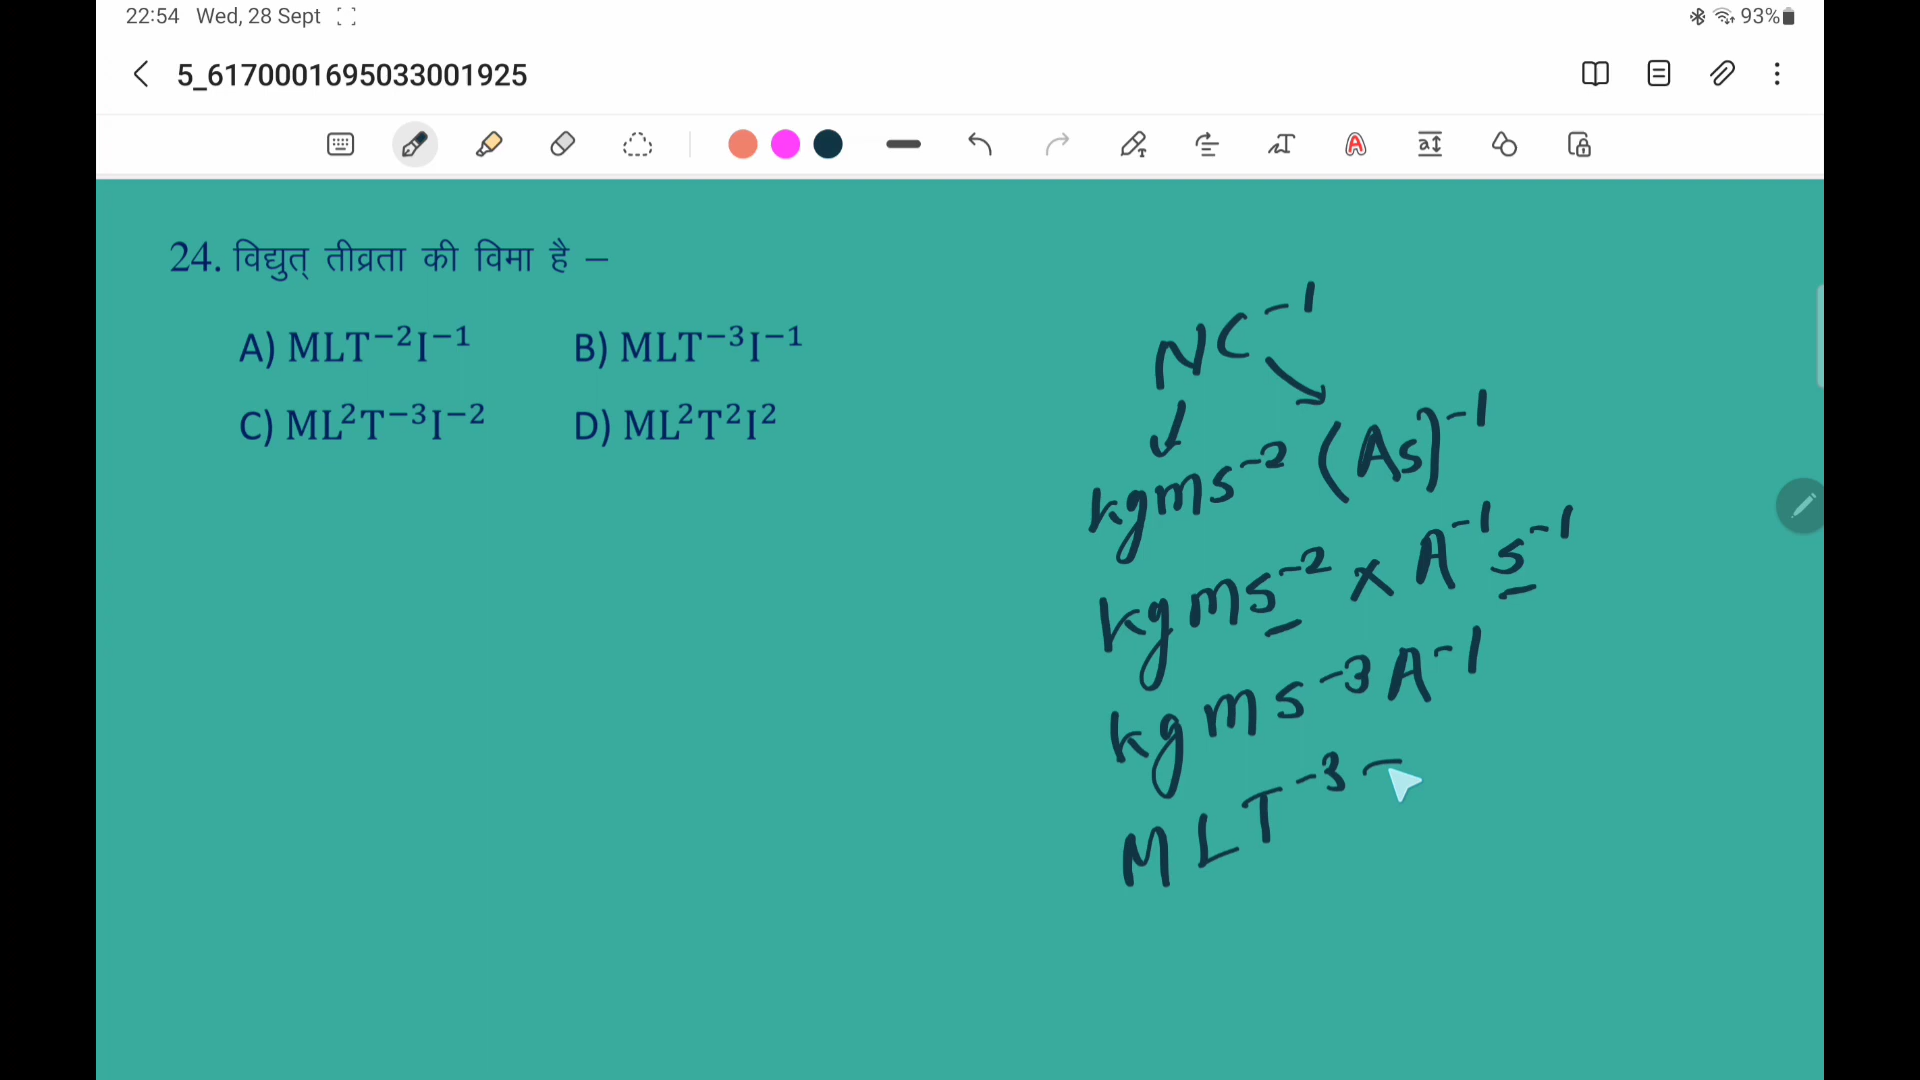 22:54 Wed, 28 Sept 93%
5_6170001695033001925
24. विद्युत् तीव्रता की विमा है –
A) MLT⁻²I⁻¹ B) MLT⁻³I⁻¹
C) ML²T⁻³I⁻² D) ML²T²I²
NC⁻¹
kgms⁻² (As)⁻¹
kgms⁻² × A⁻¹s⁻¹
kgms⁻³A⁻¹
MLT⁻³